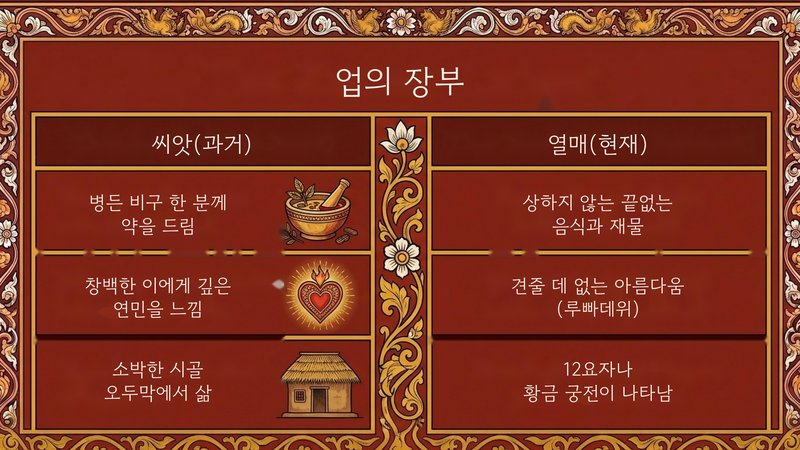 업의 장부
씨앗(과거)
열매(현재)
병든 비구 한 분께
약을 드림
상하지 않는 끝없는
음식과 재물
창백한 이에게 깊은
연민을 느낌
견줄 데 없는 아름다움
(루빠데위)
소박한 시골
오두막에서 삶
12요자나
황금 궁전이 나타남